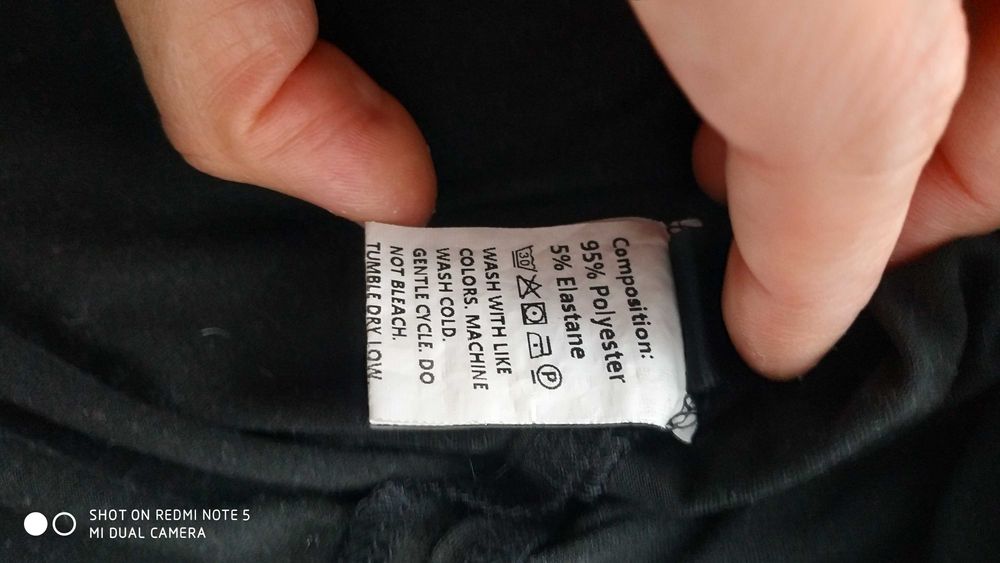 Composition:
95% Polyester
5% Elastane
30 P
WASH WITH LIKE
COLORS. MACHINE
WASH COLD.
GENTLE CYCLE. DO
NOT BLEACH.
TUMBLE DRY LOW
SHOT ON REDMI NOTE 5
MI DUAL CAMERA